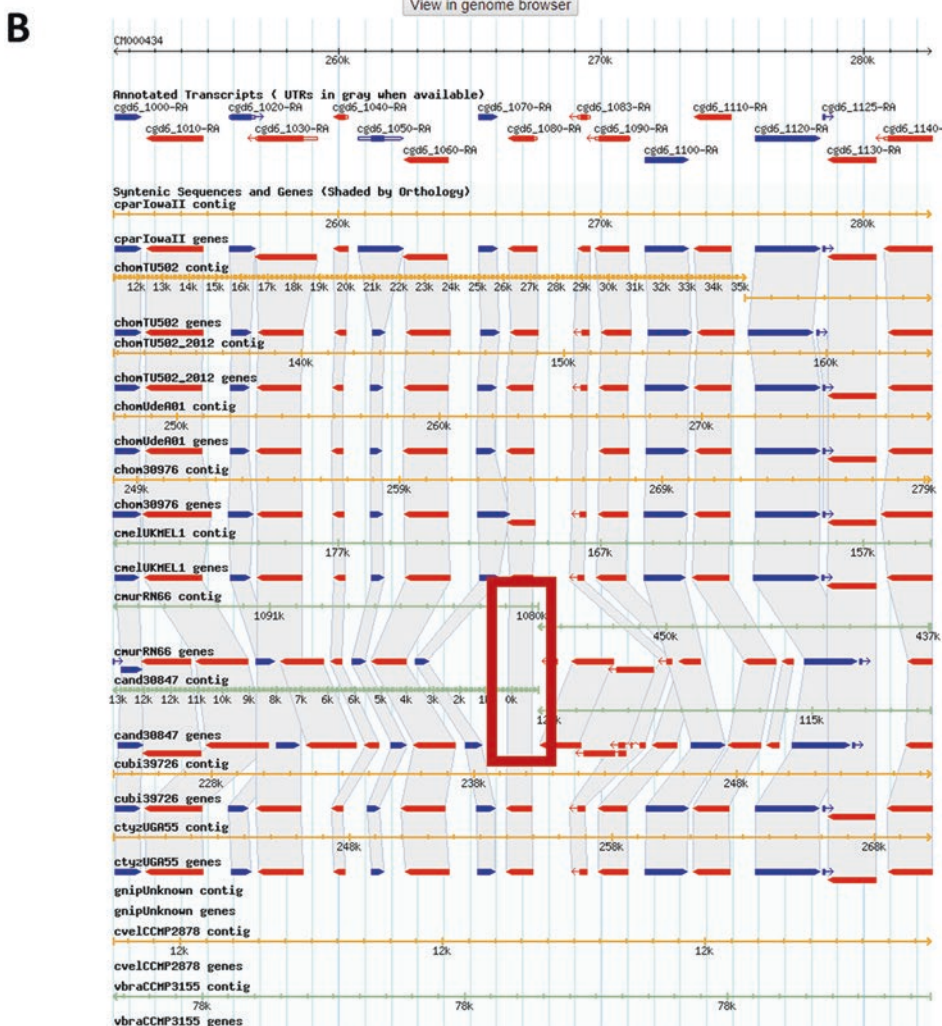 View in genome browser
B
CM000434
260k 270k 280k
Annotated Transcripts ( UTRs in gray when available)
cgd6_1000-RA cgd6_1020-RA cgd6_1040-RA cgd6_1070-RA cgd6_1083-RA cgd6_1110-RA cgd6_1125-RA
cgd6_1010-RA cgd6_1030-RA cgd6_1050-RA cgd6_1080-RA cgd6_1090-RA cgd6_1120-RA cgd6_1140-
cgd6_1060-RA cgd6_1100-RA cgd6_1130-RA
Syntenic Sequences and Genes (Shaded by Orthology)
cparIowaII contig
260k 270k 280k
cparIowaII genes
chomTU502 contig
12k 13k 14k 15k 16k 17k 18k 19k 20k 21k 22k 23k 24k 25k 26k 27k 28k 29k 30k 31k 32k 33k 34k 35k
chomTU502 genes
chomTU502_2012 contig
140k 150k 160k
chomTU502_2012 genes
chomUdeA01 contig
250k 260k 270k
chomUdeA01 genes
chom30976 contig
249k 259k 269k 279k
chom30976 genes
cmelUKMEL1 contig
177k 167k 157k
cmelUKMEL1 genes
cmurRN66 contig
1091k 1080k
450k 437k
cmurRN66 genes
cand30847 contig
13k 12k 11k 10k 9k 8k 7k 6k 5k 4k 3k 2k 0k
115k
cand30847 genes
cubi39726 contig
228k 238k 248k
cubi39726 genes
ctyzUGA55 contig
248k 258k 268k
ctyzUGA55 genes
gnipUnknown contig
gnipUnknown genes
cvelCCMP2878 contig
12k 12k 12k
cvelCCMP2878 genes
vbraCCMP3155 contig
78k 78k 78k
vbraCCMP3155 genes